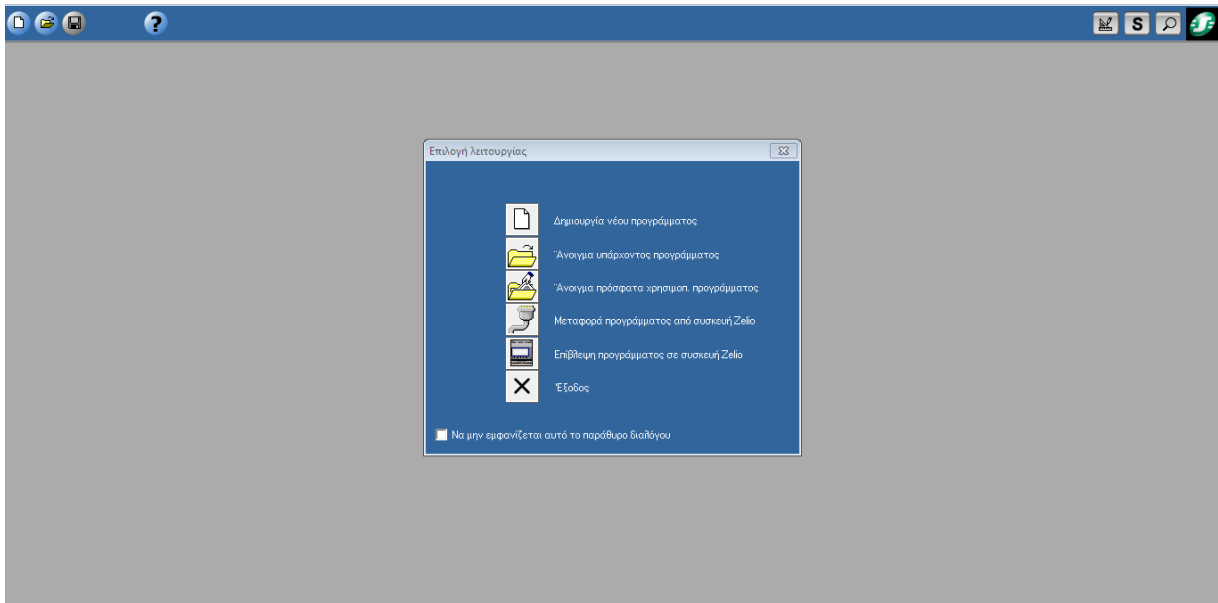 S
Επιλογή λειτουργίας
Δημιουργία νέου προγράμματος
Άνοιγμα υπάρχοντος προγράμματος
Άνοιγμα πρόσφατα χρησιμοπ. προγράμματος
Μεταφορά προγράμματος από συσκευή Zelio
Επίβλεψη προγράμματος σε συσκευή Zelio
Έξοδος
Να μην εμφανίζεται αυτό το παράθυρο διαλόγου